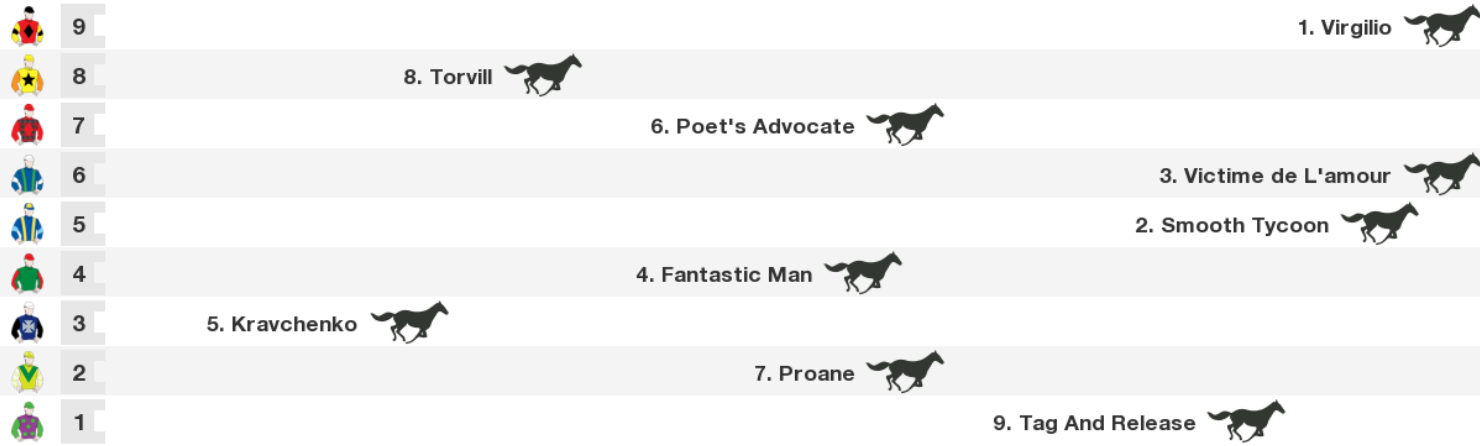 9 1. Virgilio
8 8. Torvill
7 6. Poet's Advocate
6 3. Victime de L'amour
5 2. Smooth Tycoon
4 4. Fantastic Man
3 5. Kravchenko
2 7. Proane
1 9. Tag And Release